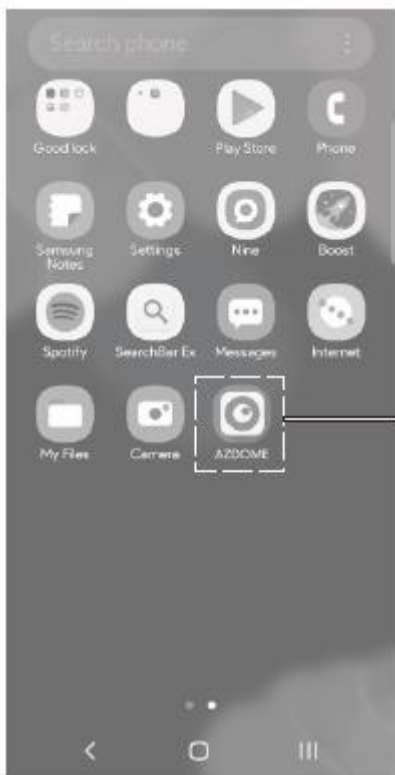 Search phone
Good lock
Play Store
Phone
Samsung
Notes
Settings
Nine
Boost
Spotify
SearchBar Ex
Messages
Internet
My Files
Camera
AZDOME